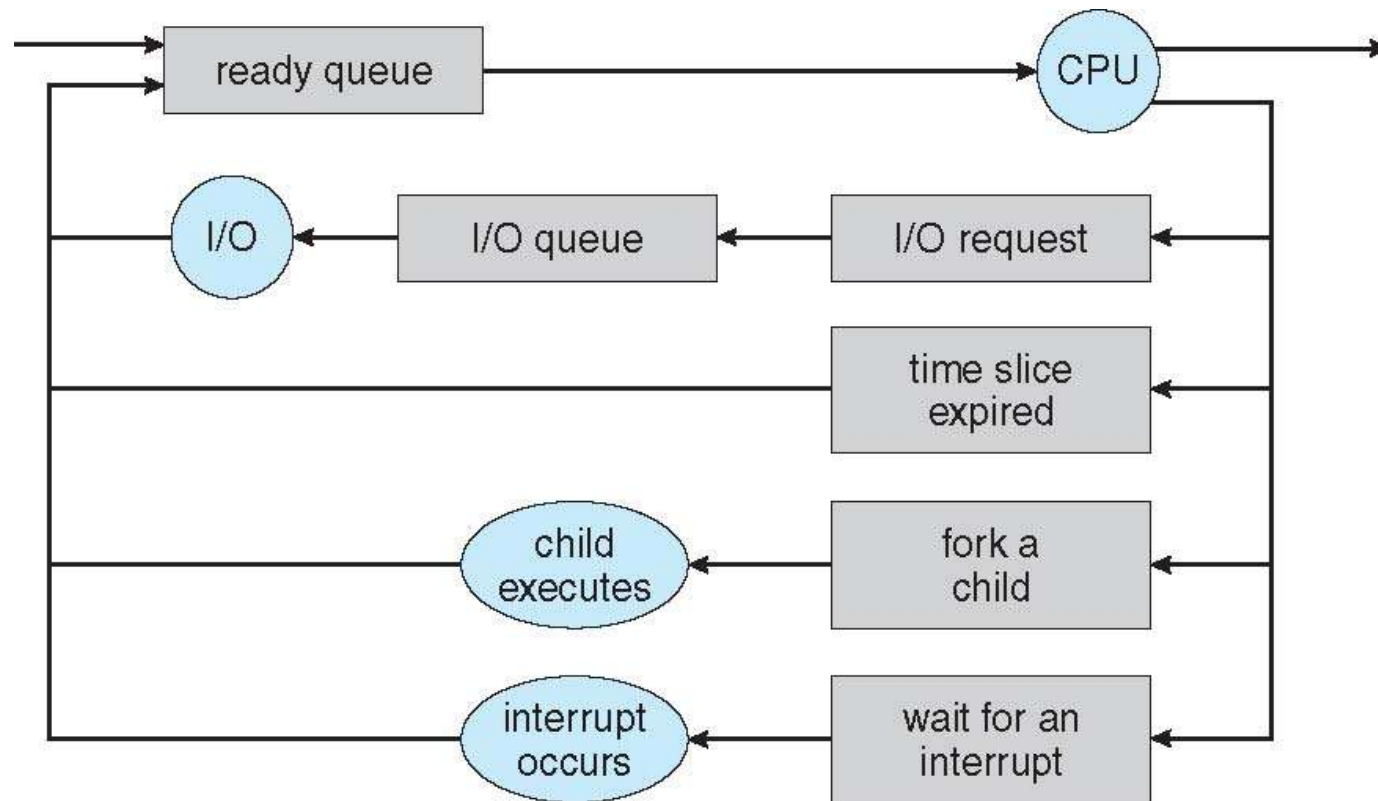 ready queue
CPU
I/O
I/O queue
I/O request
time slice
expired
child
executes
fork a
child
interrupt
occurs
wait for an
interrupt